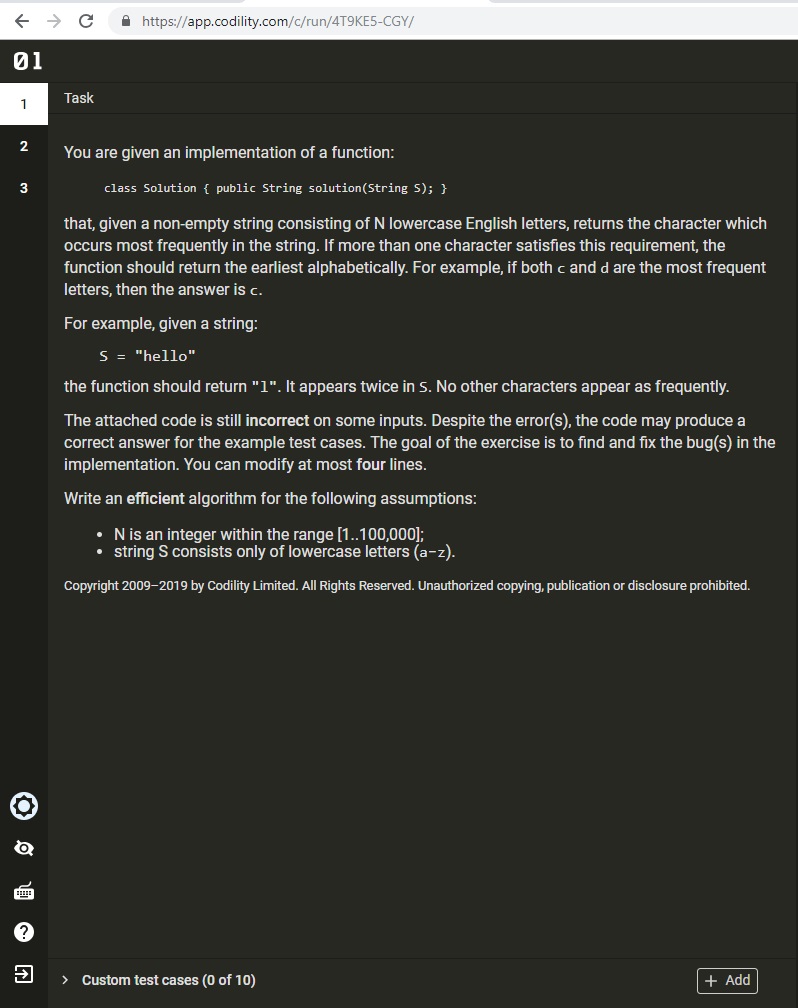 https://app.codility.com/c/run/4T9KE5-CGY/
01
1
Task
2
You are given an implementation of a function:
3
class Solution { public String solution(String S); }
that, given a non-empty string consisting of N lowercase English letters, returns the character which
occurs most frequently in the string. If more than one character satisfies this requirement, the
function should return the earliest alphabetically. For example, if both c and d are the most frequent
letters, then the answer is c.
For example, given a string:
S = "hello"
the function should return "l". It appears twice in S. No other characters appear as frequently.
The attached code is still incorrect on some inputs. Despite the error(s), the code may produce a
correct answer for the example test cases. The goal of the exercise is to find and fix the bug(s) in the
implementation. You can modify at most four lines.
Write an efficient algorithm for the following assumptions:
• N is an integer within the range [1..100,000];
• string S consists only of lowercase letters (a-z).
Copyright 2009–2019 by Codility Limited. All Rights Reserved. Unauthorized copying, publication or disclosure prohibited.
Custom test cases (0 of 10)
+ Add